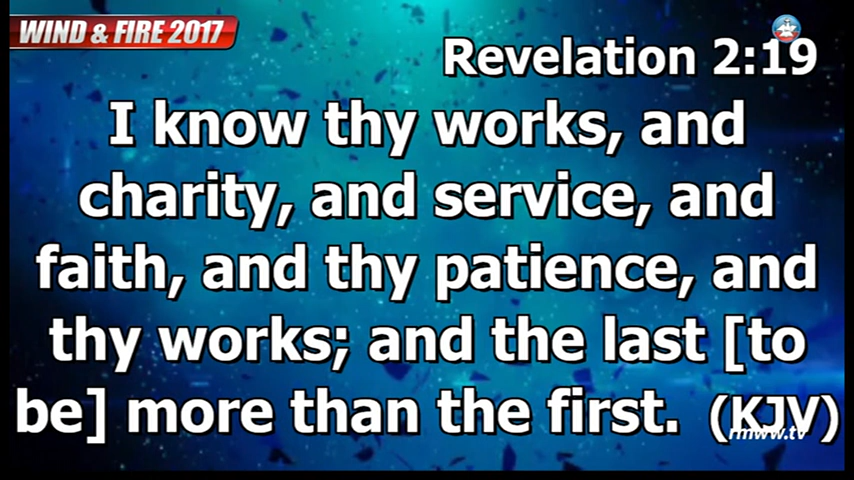 WIND & FIRE 2017
Revelation 2:19
I know thy works, and
charity, and service, and
faith, and thy patience, and
thy works; and the last [to
be] more than the first. (KJV)
rmww.tv